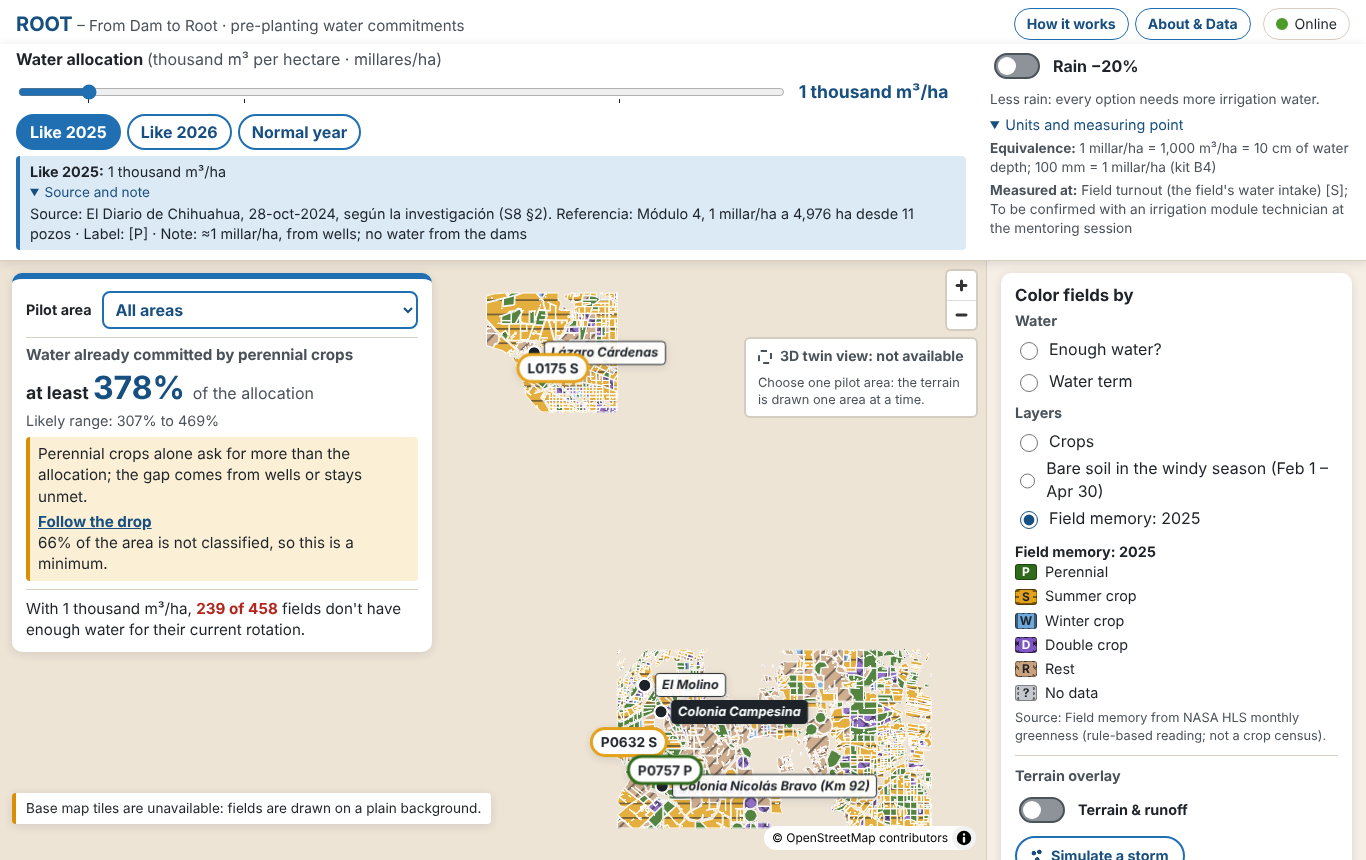 ROOT – From Dam to Root · pre-planting water commitments
How it works
About & Data
Online
Water allocation (thousand m³ per hectare · millares/ha)
1 thousand m³/ha
Like 2025
Like 2026
Normal year
Like 2025: 1 thousand m³/ha
▼ Source and note
Source: El Diario de Chihuahua, 28-oct-2024, según la investigación (S8 §2). Referencia: Módulo 4, 1 millar/ha a 4,976 ha desde 11
pozos · Label: [P] · Note: ≈1 millar/ha, from wells; no water from the dams
Rain −20%
Less rain: every option needs more irrigation water.
▼ Units and measuring point
Equivalence: 1 millar/ha = 1,000 m³/ha = 10 cm of water
depth; 100 mm = 1 millar/ha (kit B4)
Measured at: Field turnout (the field's water intake) [S];
To be confirmed with an irrigation module technician at
the mentoring session
Pilot area
All areas
Water already committed by perennial crops
at least 378% of the allocation
Likely range: 307% to 469%
Perennial crops alone ask for more than the
allocation; the gap comes from wells or stays
unmet.
Follow the drop
66% of the area is not classified, so this is a
minimum.
With 1 thousand m³/ha, 239 of 458 fields don't have
enough water for their current rotation.
Lázaro Cárdenas
L0175 S
+
−
3D twin view: not available
Choose one pilot area: the terrain
is drawn one area at a time.
El Molino
Colonia Campesina
P0632 S
P0757 P
Colonia Nicolás Bravo (Km 92)
Base map tiles are unavailable: fields are drawn on a plain background.
© OpenStreetMap contributors
Color fields by
Water
Enough water?
Water term
Layers
Crops
Bare soil in the windy season (Feb 1 –
Apr 30)
Field memory: 2025
Field memory: 2025
P Perennial
S Summer crop
W Winter crop
D Double crop
R Rest
? No data
Source: Field memory from NASA HLS monthly
greenness (rule-based reading; not a crop census).
Terrain overlay
Terrain & runoff
Simulate a storm